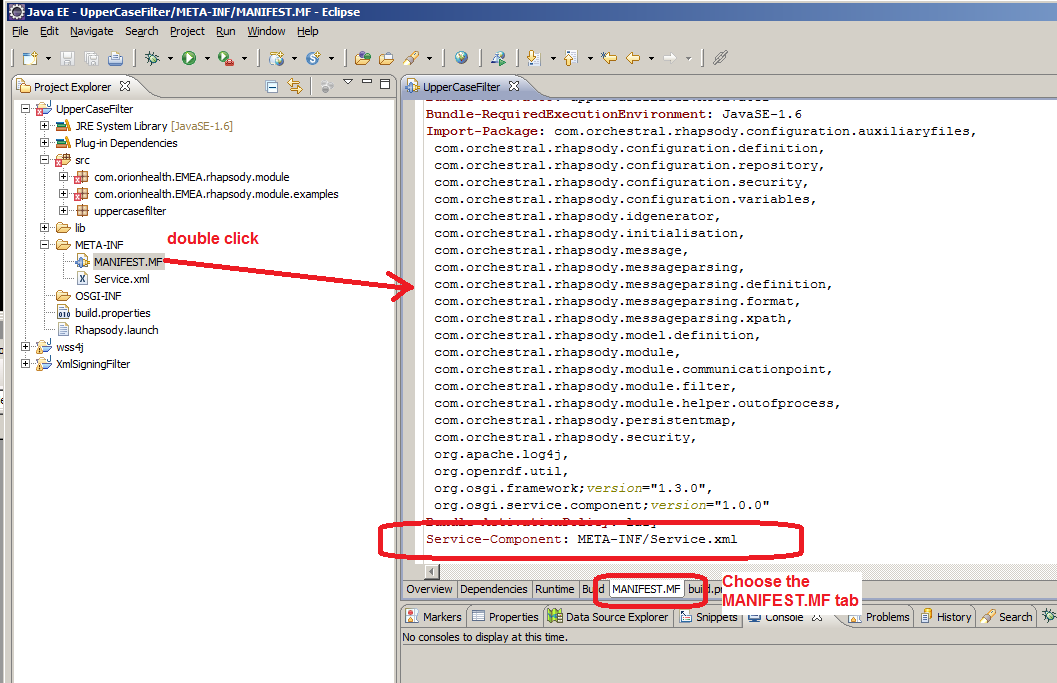 Java EE - UpperCaseFilter/META-INF/MANIFEST.MF - Eclipse
File Edit Navigate Search Project Run Window Help
Project Explorer
UpperCaseFilter
JRE System Library [JavaSE-1.6]
Plug-in Dependencies
src
com.orionhealth.EMEA.rhapsody.module
com.orionhealth.EMEA.rhapsody.module.examples
uppercasefilter
lib
META-INF
double click
MANIFEST.MF
Service.xml
OSGI-INF
build.properties
Rhapsody.launch
wss4j
XmlSigningFilter
UpperCaseFilter
Bundle-RequiredExecutionEnvironment: JavaSE-1.6
Import-Package: com.orchestral.rhapsody.configuration.auxiliaryfiles,
com.orchestral.rhapsody.configuration.definition,
com.orchestral.rhapsody.configuration.repository,
com.orchestral.rhapsody.configuration.security,
com.orchestral.rhapsody.configuration.variables,
com.orchestral.rhapsody.idgenerator,
com.orchestral.rhapsody.initialisation,
com.orchestral.rhapsody.message,
com.orchestral.rhapsody.messageparsing,
com.orchestral.rhapsody.messageparsing.definition,
com.orchestral.rhapsody.messageparsing.format,
com.orchestral.rhapsody.messageparsing.xpath,
com.orchestral.rhapsody.model.definition,
com.orchestral.rhapsody.module,
com.orchestral.rhapsody.module.communicationpoint,
com.orchestral.rhapsody.module.filter,
com.orchestral.rhapsody.module.helper.outofprocess,
com.orchestral.rhapsody.persistentmap,
com.orchestral.rhapsody.security,
org.apache.log4j,
org.openrdf.util,
org.osgi.framework;version="1.3.0",
org.osgi.service.component;version="1.0.0"
Service-Component: META-INF/Service.xml
Overview Dependencies Runtime Build MANIFEST.MF build.pr
Choose the
MANIFEST.MF tab
Markers Properties Data Source Explorer Snippets Console Problems History Search
No consoles to display at this time.